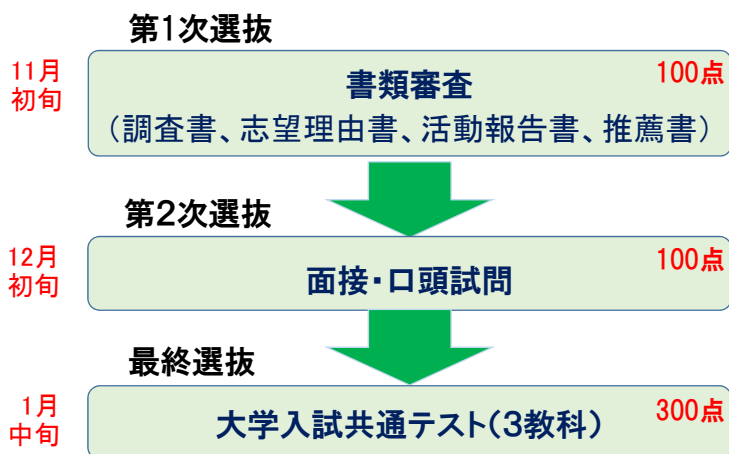 第1次選抜
11月
初旬
書類審査
100点
（調査書、志望理由書、活動報告書、推薦書）
第2次選抜
12月
初旬
面接・口頭試問
100点
最終選抜
1月
中旬
大学入試共通テスト（3教科）
300点